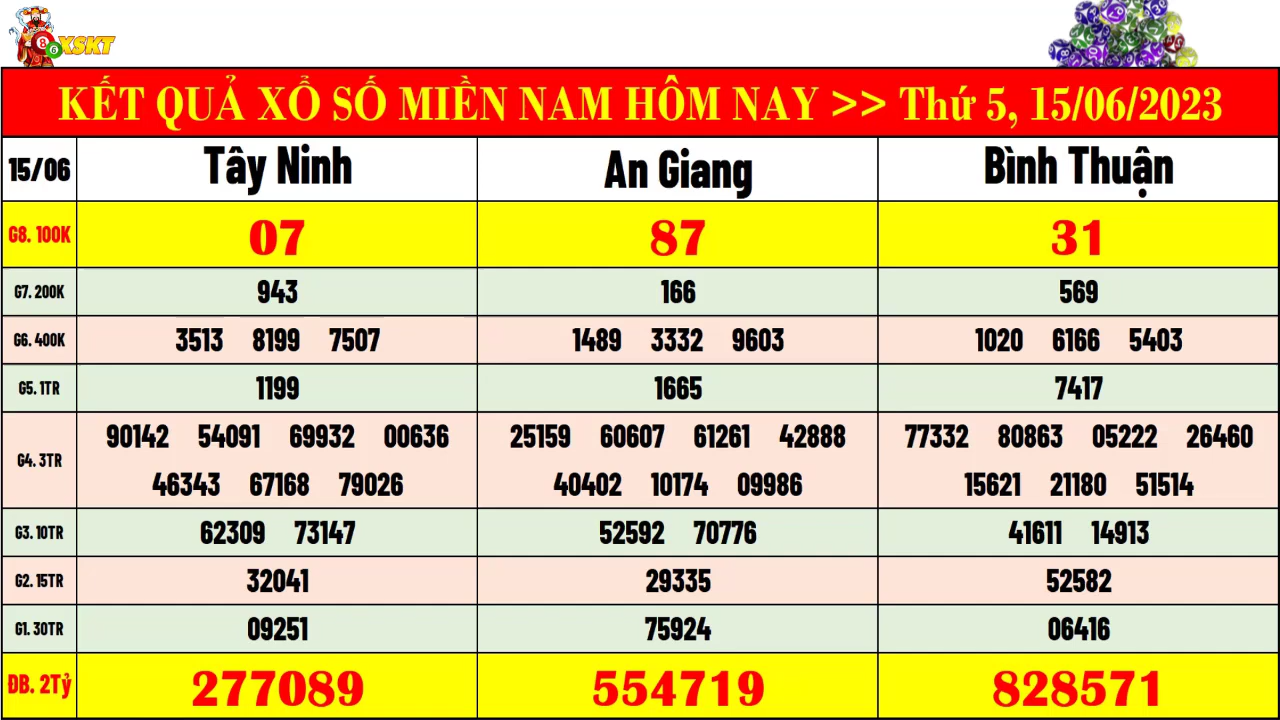 XSKT
KẾT QUẢ XỔ SỐ MIỀN NAM HÔM NAY >> Thứ 5, 15/06/2023
15/06 Tây Ninh An Giang Bình Thuận
G8. 100K 07 87 31
G7. 200K 943 166 569
G6. 400K 3513 8199 7507 1489 3332 9603 1020 6166 5403
G5. 1TR 1199 1665 7417
G4. 3TR 90142 54091 69932 00636 25159 60607 61261 42888 77332 80863 05222 26460
46343 67168 79026 40402 10174 09986 15621 21180 51514
G3. 10TR 62309 73147 52592 70776 41611 14913
G2. 15TR 32041 29335 52582
G1. 30TR 09251 75924 06416
ĐB. 2Tỷ 277089 554719 828571